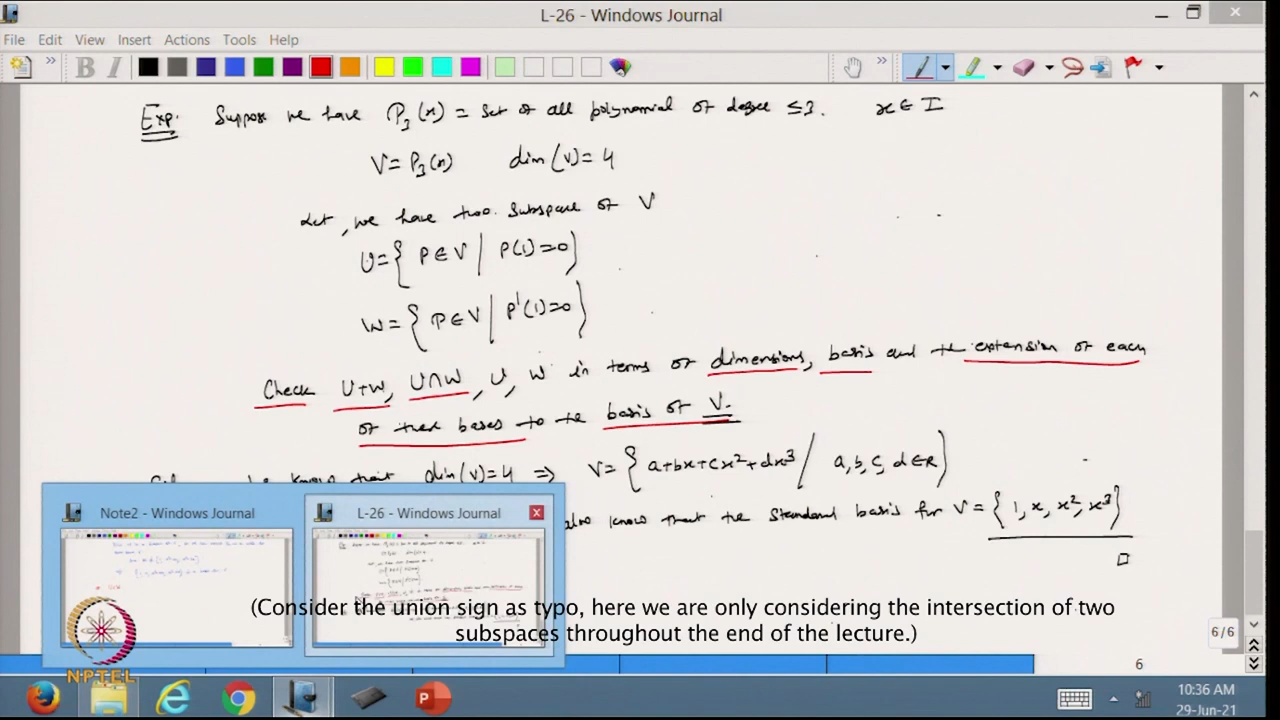 L-26 - Windows Journal
File Edit View Insert Actions Tools Help
Exp. Suppose we have P₃(x) = Set of all polynomial of degree ≤3. x ∈ I
V = P₃(x) dim(V) = 4
Let, we have two subspace of V
U = { P ∈ V | P(1)=0 }
W = { P ∈ V | P'(1)=0 }
Check U+W, U∩W, U, W in terms of dimensions, basis and the extension of each
of their bases to the basis of V.
know that dim(V)=4 ⇒ V = { a+bx+cx²+dx³ / a, b, c, d ∈ R }
also know that the standard basis for V = { 1, x, x², x³ }
Note2 - Windows Journal L-26 - Windows Journal
(Consider the union sign as typo, here we are only considering the intersection of two
subspaces throughout the end of the lecture.)
6/6
6
NPTEL
10:36 AM
29-Jun-21